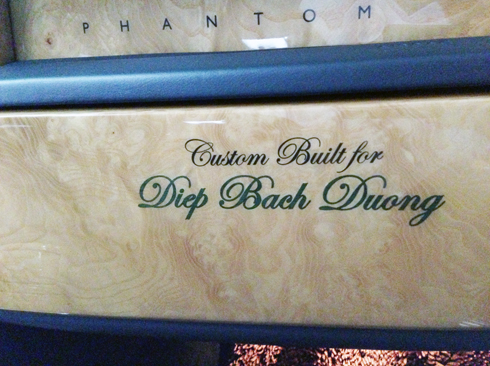 PHANTOM
Custom Built for
Diep Bach Duong